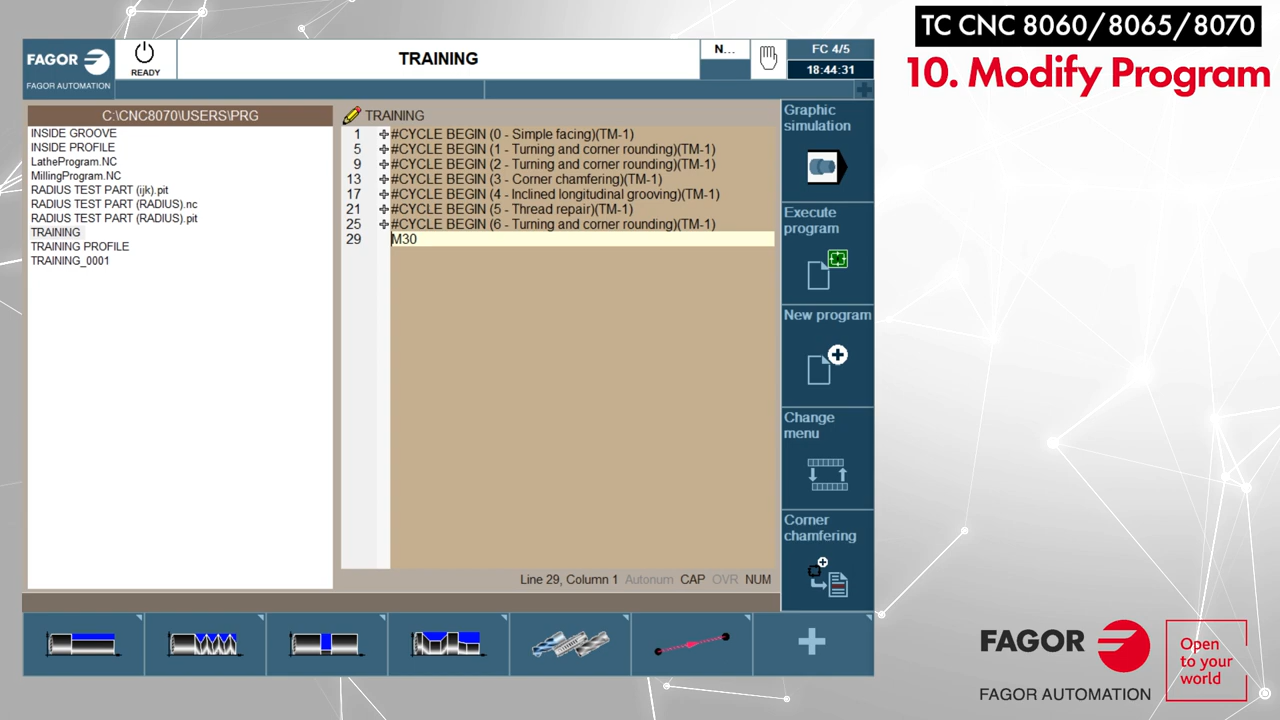 TC CNC 8060/8065/8070
10. Modify Program
FAGOR
FAGOR AUTOMATION
READY
TRAINING
N...
FC 4/5
18:44:31
C:\CNC8070\USERS\PRG
INSIDE GROOVE
INSIDE PROFILE
LatheProgram.NC
MillingProgram.NC
RADIUS TEST PART (ijk).pit
RADIUS TEST PART (RADIUS).nc
RADIUS TEST PART (RADIUS).pit
TRAINING
TRAINING PROFILE
TRAINING_0001
TRAINING
1 #CYCLE BEGIN (0 - Simple facing)(TM-1)
5 #CYCLE BEGIN (1 - Turning and corner rounding)(TM-1)
9 #CYCLE BEGIN (2 - Turning and corner rounding)(TM-1)
13 #CYCLE BEGIN (3 - Corner chamfering)(TM-1)
17 #CYCLE BEGIN (4 - Inclined longitudinal grooving)(TM-1)
21 #CYCLE BEGIN (5 - Thread repair)(TM-1)
25 #CYCLE BEGIN (6 - Turning and corner rounding)(TM-1)
29 M30
Line 29, Column 1 Autonum CAP OVR NUM
Graphic
simulation
Execute
program
New program
Change
menu
Corner
chamfering
FAGOR
FAGOR AUTOMATION
Open
to your
world